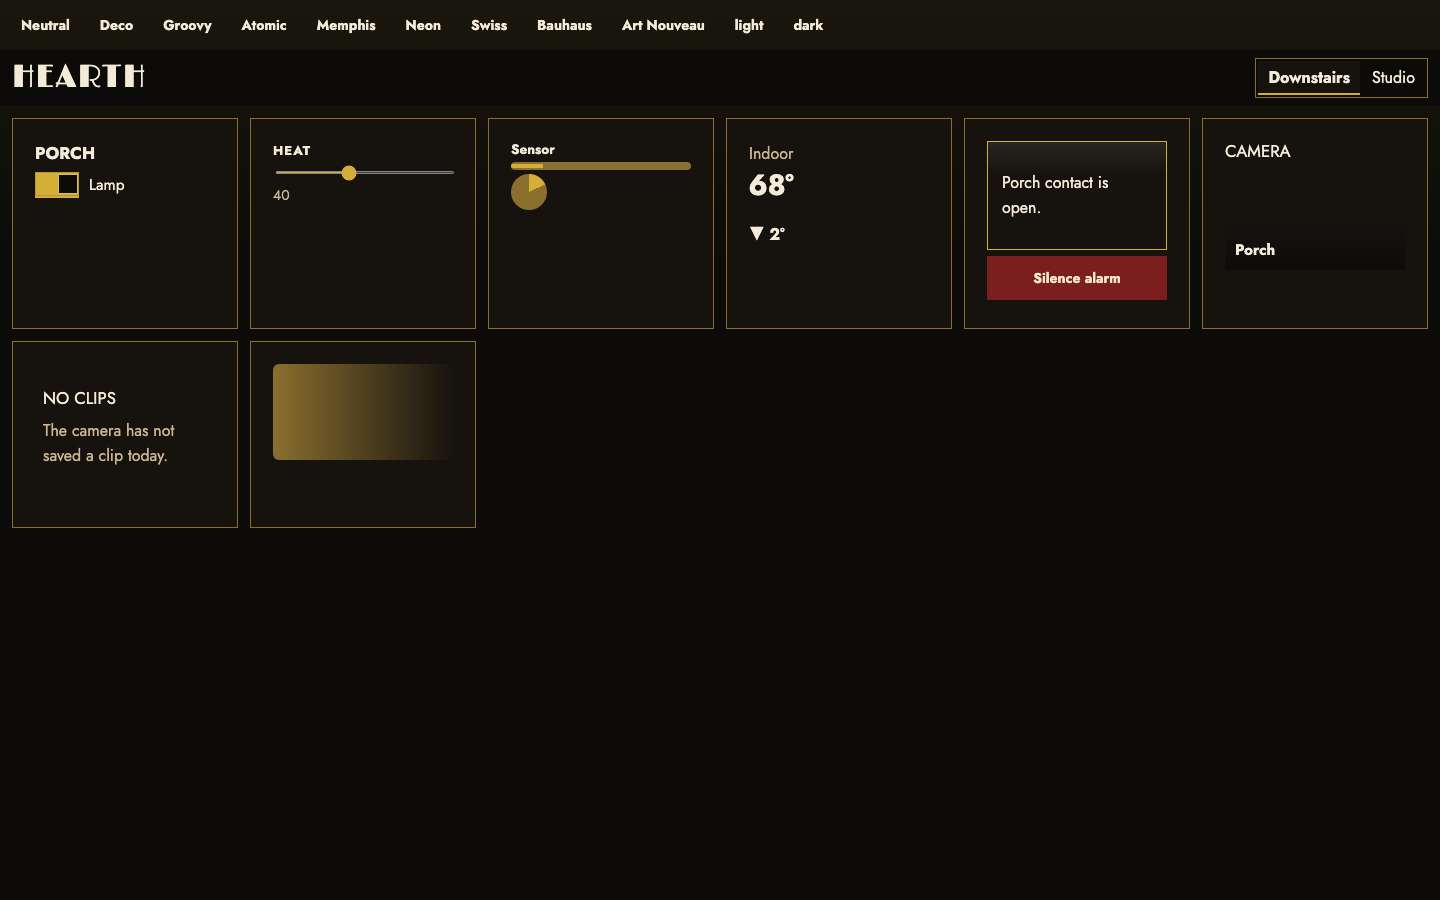 Neutral Deco Groovy Atomic Memphis Neon Swiss Bauhaus Art Nouveau light dark
HEARTH
Downstairs Studio
PORCH
Lamp
HEAT
40
Sensor
Indoor
68°
▼ 2°
Porch contact is
open.
Silence alarm
CAMERA
Porch
NO CLIPS
The camera has not
saved a clip today.